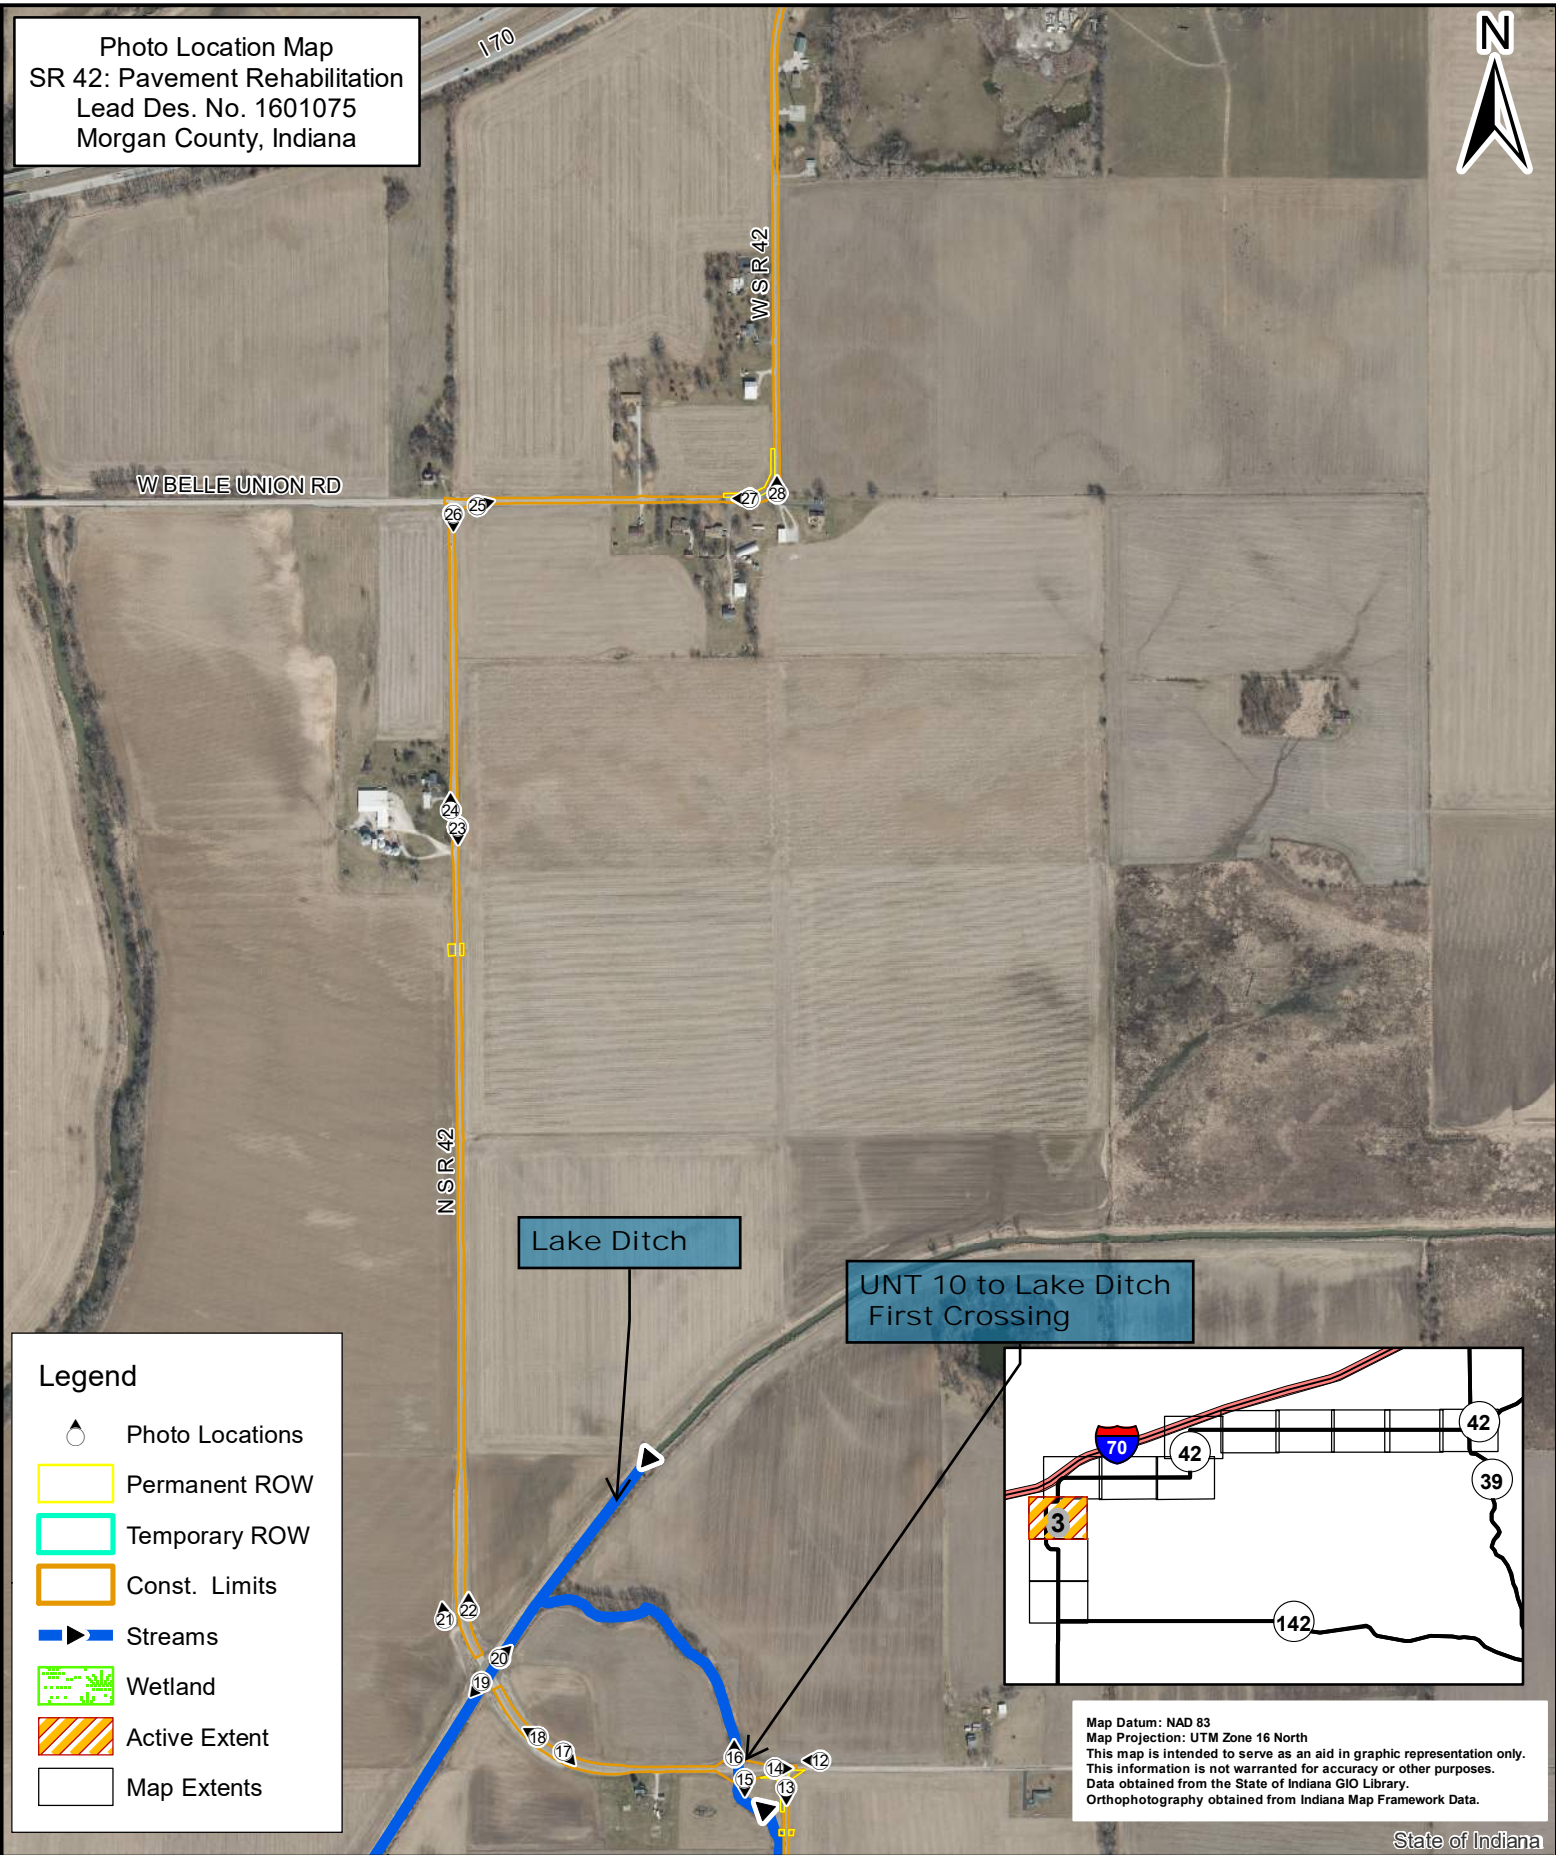 Photo Location Map
SR 42: Pavement Rehabilitation
Lead Des. No. 1601075
Morgan County, Indiana
I 70
N
W S R 42
W BELLE UNION RD
25
26
27
28
24
23
N S R 42
Lake Ditch
UNT 10 to Lake Ditch
First Crossing
Legend
Photo Locations
Permanent ROW
Temporary ROW
Const. Limits
Streams
Wetland
Active Extent
Map Extents
21
22
20
19
18
17
16
15
14
12
13
70
42
42
39
3
142
Map Datum: NAD 83
Map Projection: UTM Zone 16 North
This map is intended to serve as an aid in graphic representation only.
This information is not warranted for accuracy or other purposes.
Data obtained from the State of Indiana GIO Library.
Orthophotography obtained from Indiana Map Framework Data.
State of Indiana